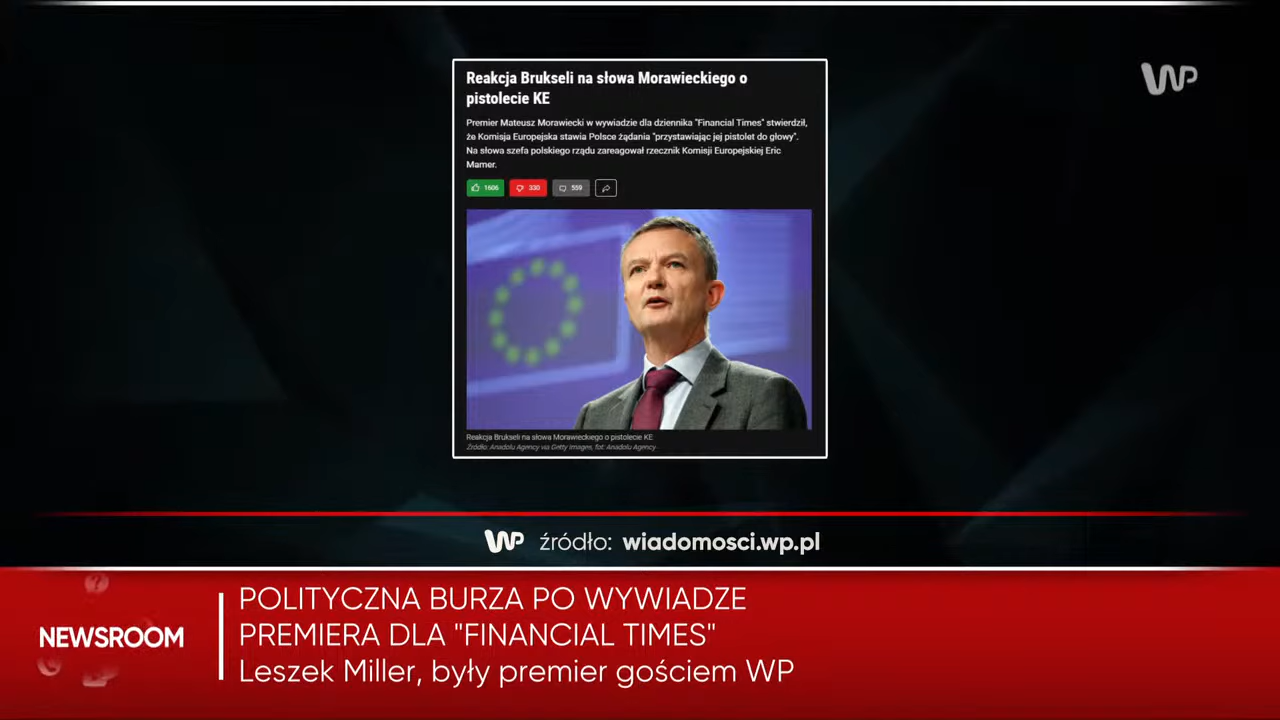 WP
Reakcja Brukseli na słowa Morawieckiego o
pistolecie KE
Premier Mateusz Morawiecki w wywiadzie dla dziennika "Financial Times" stwierdził,
że Komisja Europejska stawia Polsce żądania "przystawiając jej pistolet do głowy".
Na słowa szefa polskiego rządu zareagował rzecznik Komisji Europejskiej Eric
Mamer.
1606 330 559
Reakcja Brukseli na słowa Morawieckiego o pistolecie KE
Źródło: Anadolu Agency via Getty Images, fot: Anadolu Agency
WP źródło: wiadomosci.wp.pl
NEWSROOM
POLITYCZNA BURZA PO WYWIADZE
PREMIERA DLA "FINANCIAL TIMES"
Leszek Miller, były premier gościem WP